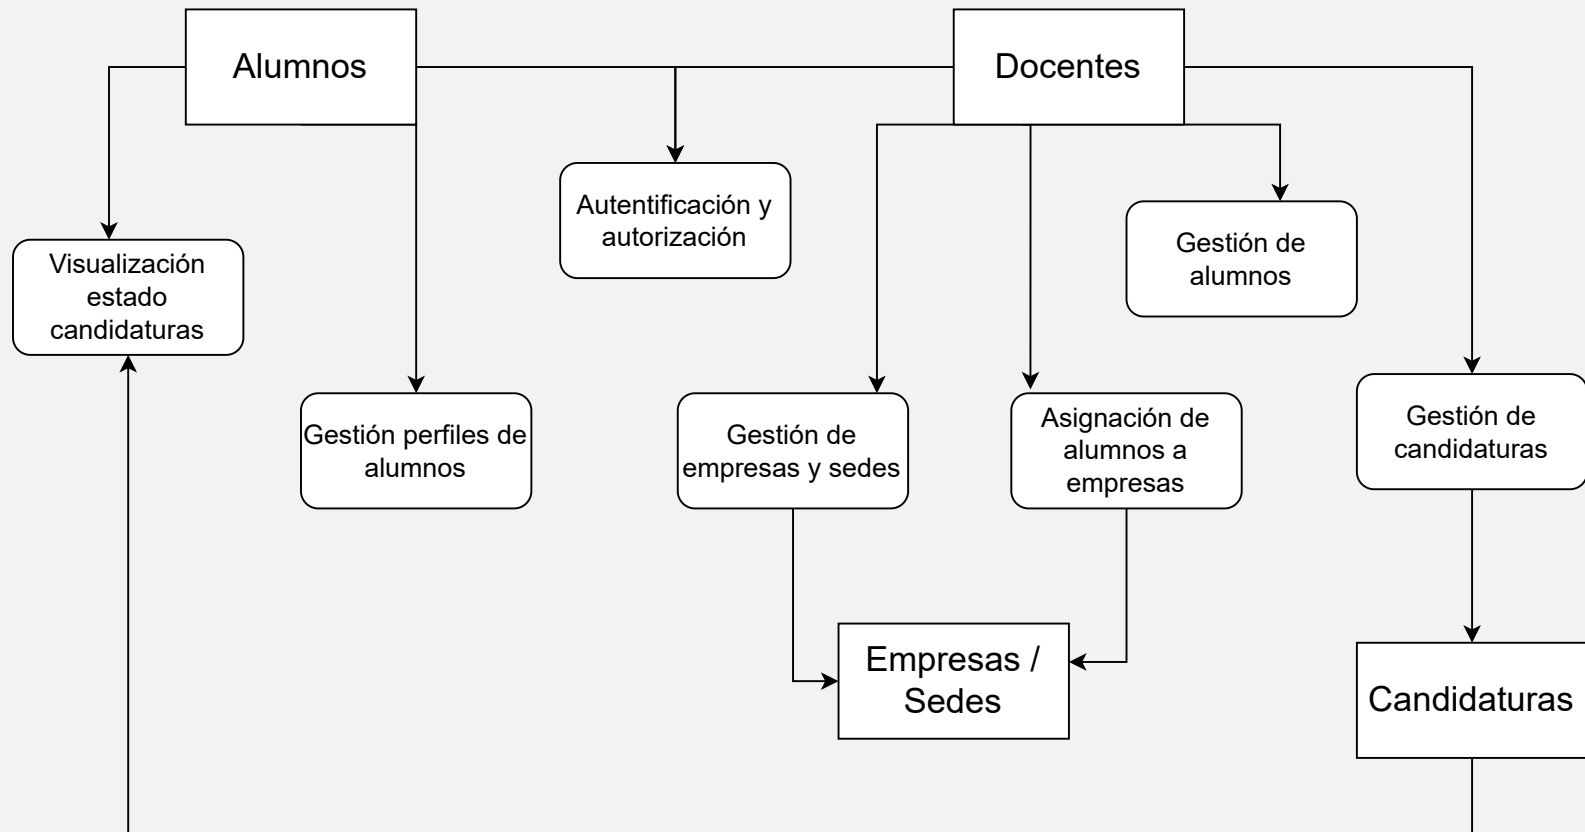 Alumnos
Docentes
Autentificación y
autorización
Gestión de
alumnos
Visualización
estado
candidaturas
Gestión perfiles de
alumnos
Gestión de
empresas y sedes
Asignación de
alumnos a
empresas
Gestión de
candidaturas
Empresas /
Sedes
Candidaturas